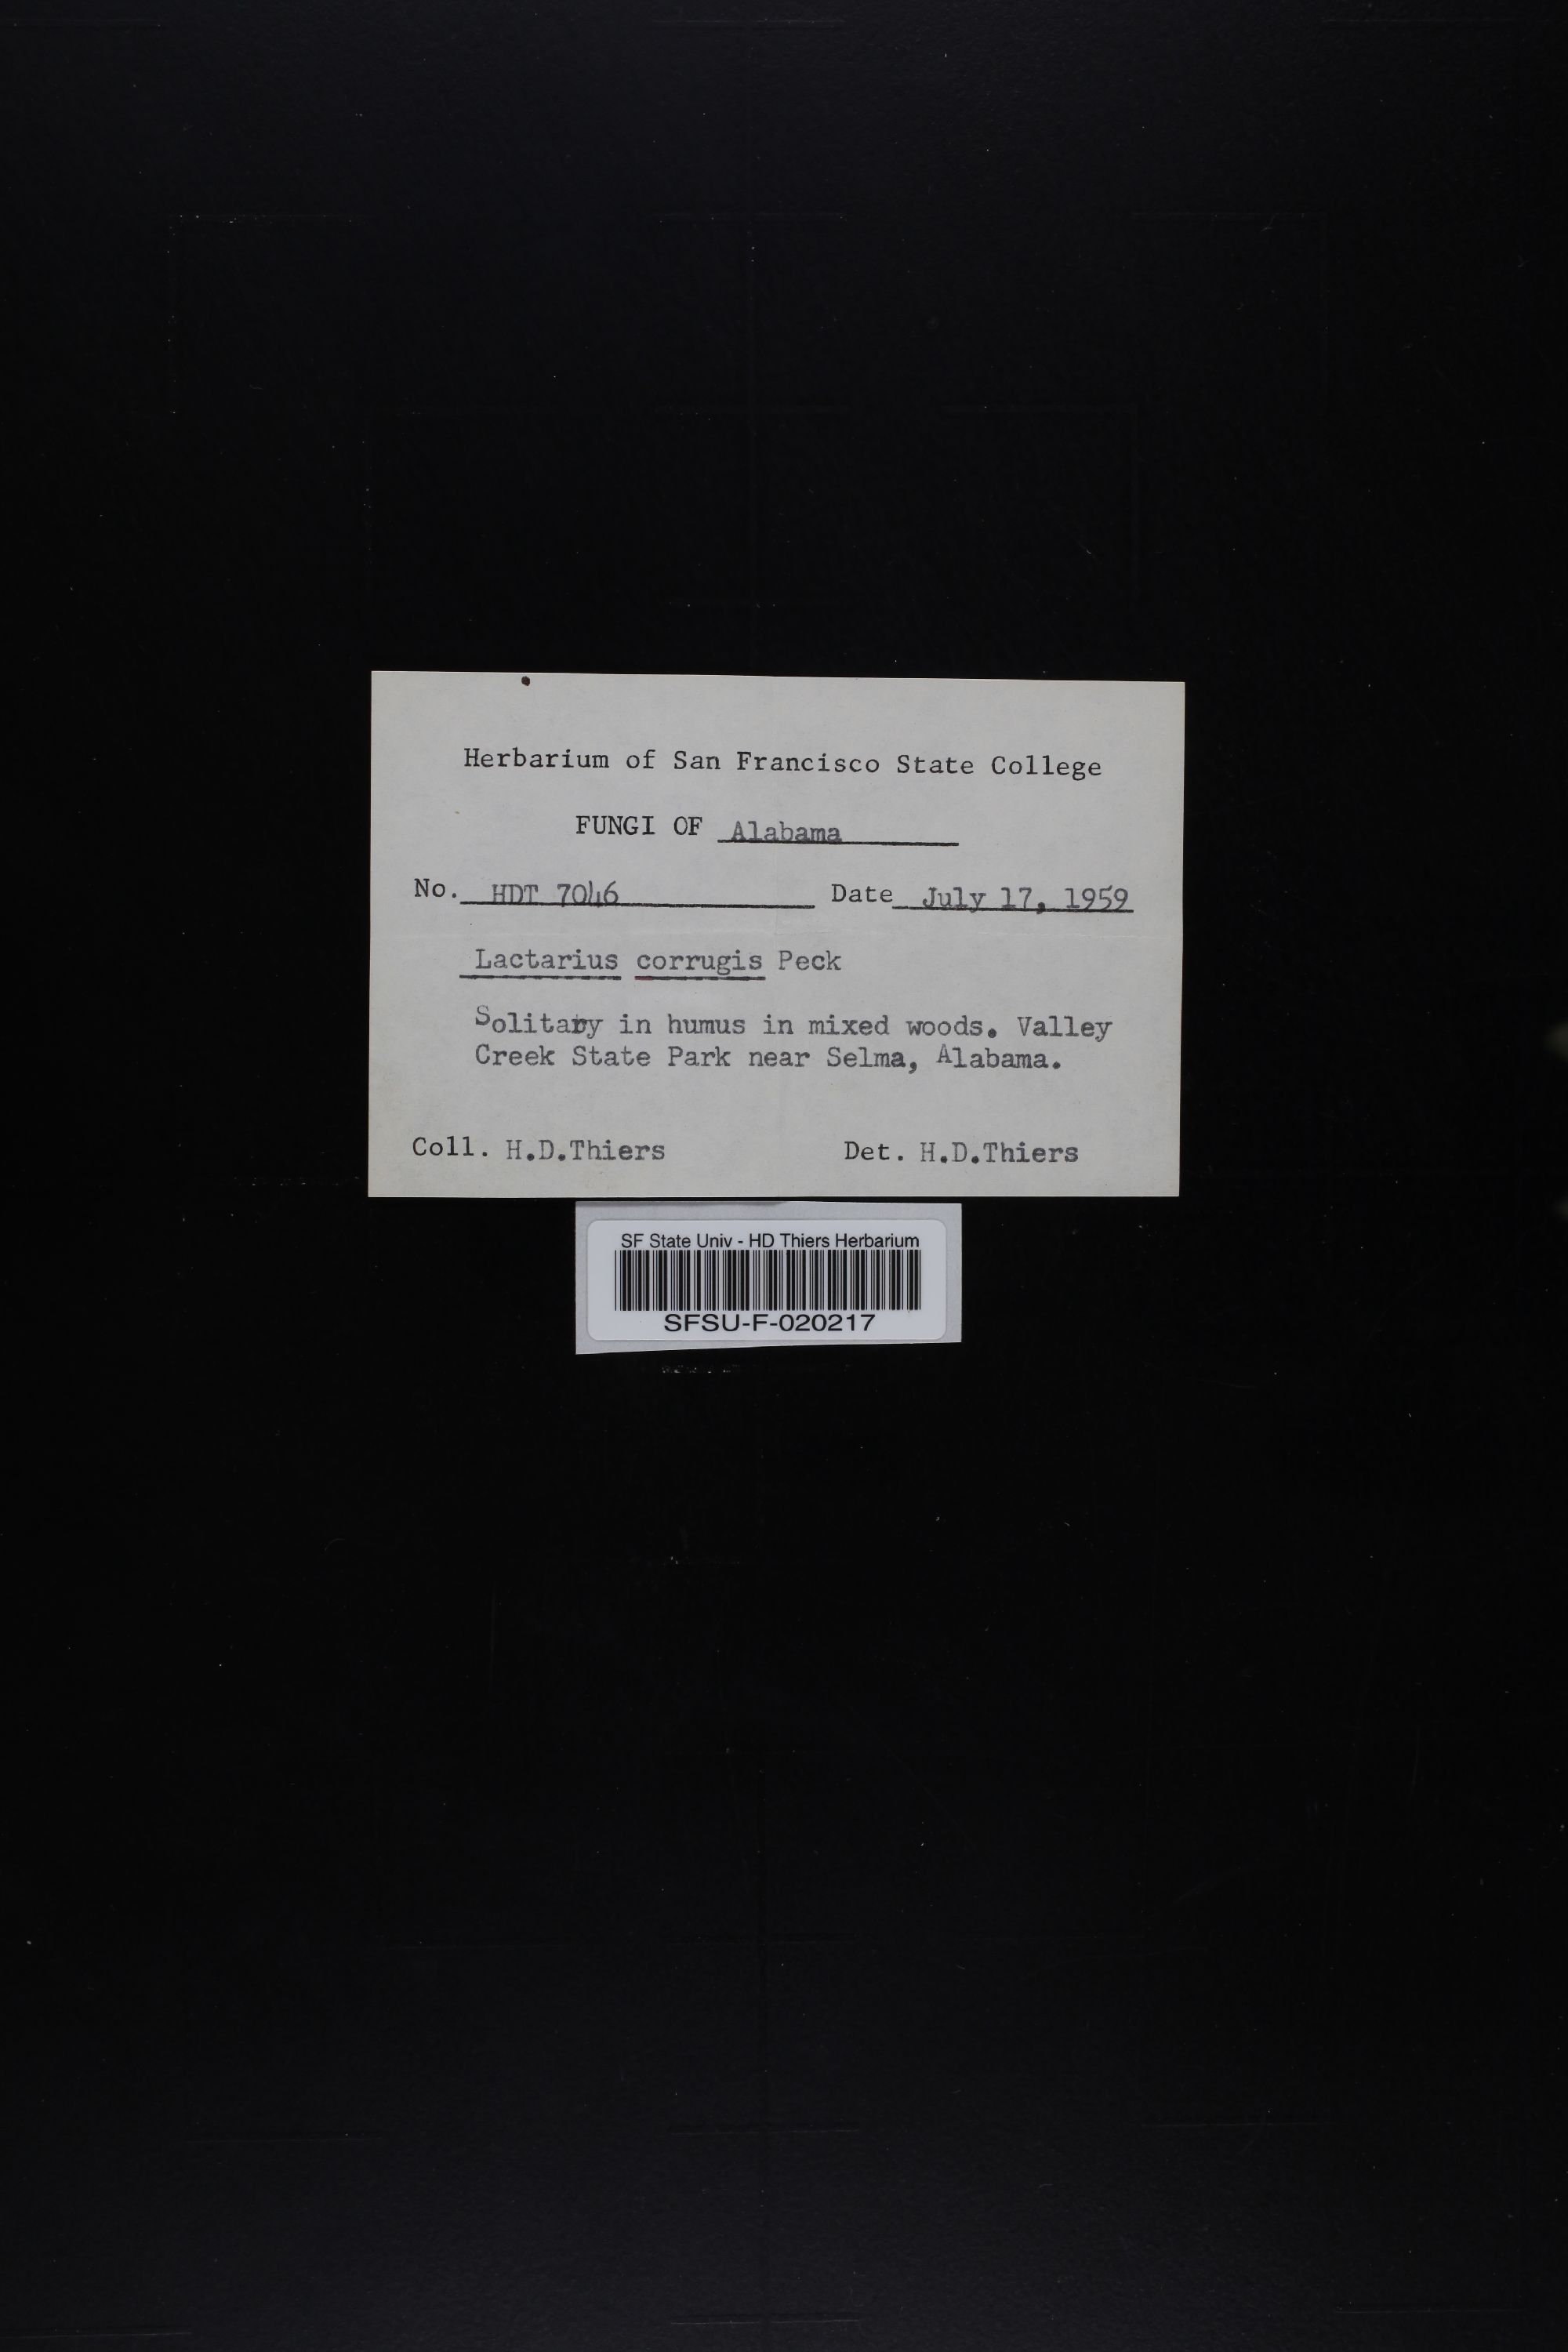 Herbarium of San Francisco State College
FUNGI OF Alabama
No. HDT 7046 Date July 17, 1959
Lactarius corrugis Peck
Solitary in humus in mixed woods. Valley
Creek State Park near Selma, Alabama.
Coll. H.D.Thiers Det. H.D.Thiers
SF State Univ - HD Thiers Herbarium
SFSU-F-020217